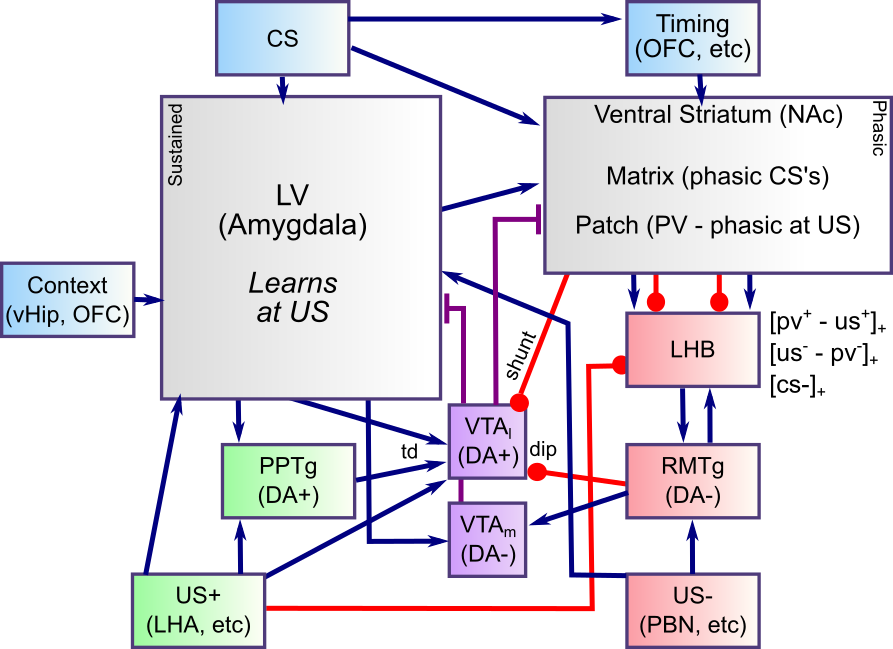 CS
Timing
(OFC, etc)
Sustained
LV
(Amygdala)
Learns
at US
Phasic
Ventral Striatum (NAc)
Matrix (phasic CS's)
Patch (PV - phasic at US)
Context
(vHip, OFC)
shunt
LHB
[pv⁺ - us⁺]₊
[us⁻ - pv⁻]₊
[cs-]₊
td
VTAₗ
(DA+)
dip
PPTg
(DA+)
RMTg
(DA-)
VTAₘ
(DA-)
US+
(LHA, etc)
US-
(PBN, etc)